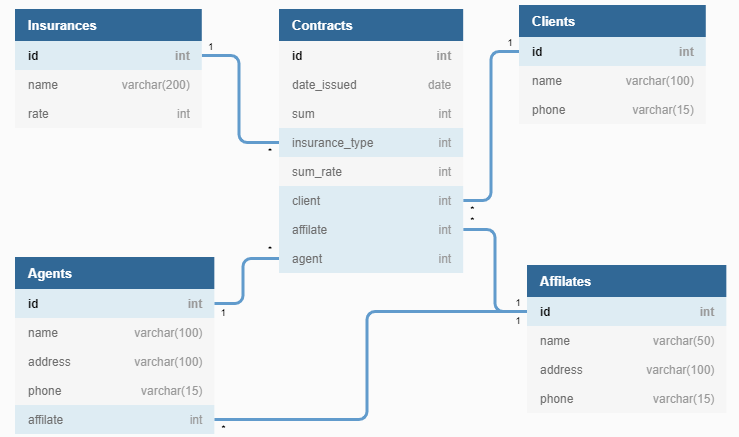 Insurances
id int
name varchar(200)
rate int
Contracts
id int
date_issued date
sum int
insurance_type int
sum_rate int
client int
affilate int
agent int
Clients
id int
name varchar(100)
phone varchar(15)
Agents
id int
name varchar(100)
address varchar(100)
phone varchar(15)
affilate int
Affilates
id int
name varchar(50)
address varchar(100)
phone varchar(15)
1
*
1
*
*
*
1
1
1
*